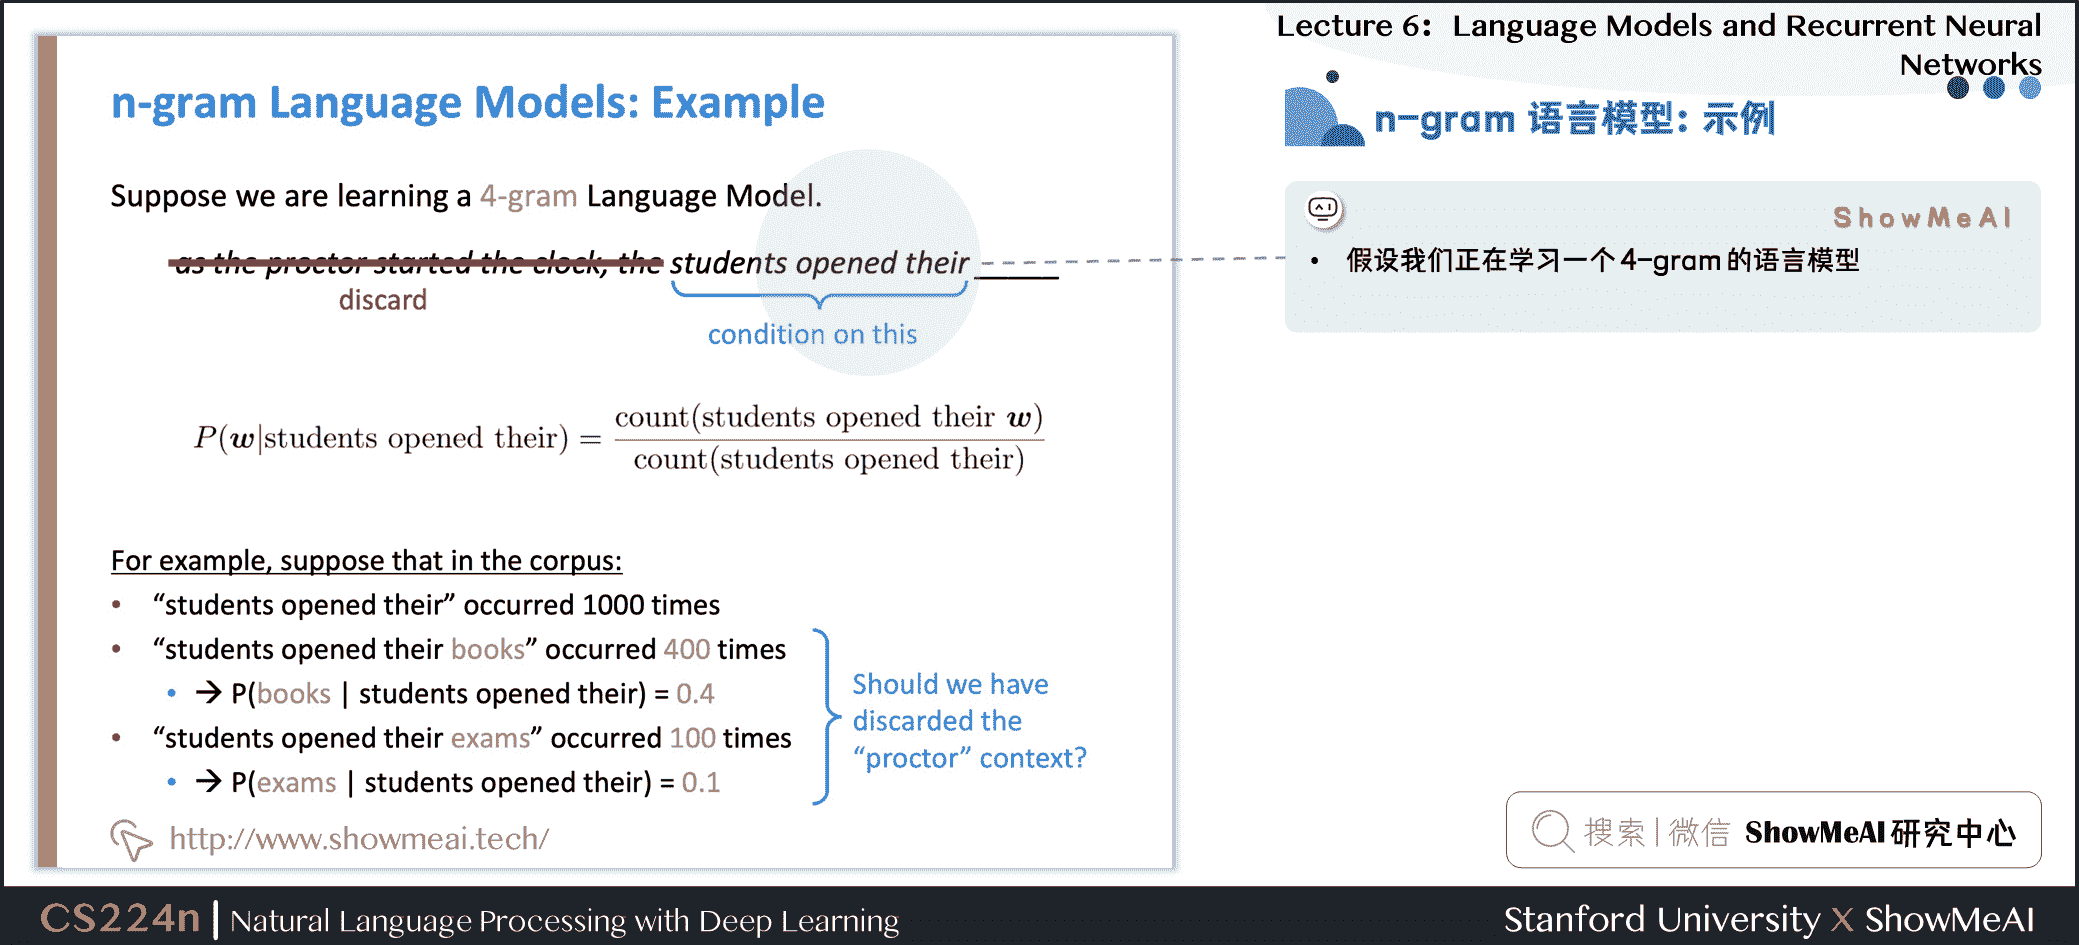 Lecture 6: Language Models and Recurrent Neural
Networks
n-gram Language Models: Example
Suppose we are learning a 4-gram Language Model.
as the proctor started the clock, the students opened their _____
discard
condition on this
P(w|students opened their) = count(students opened their w) / count(students opened their)
For example, suppose that in the corpus:
• “students opened their” occurred 1000 times
• “students opened their books” occurred 400 times
• → P(books | students opened their) = 0.4
• “students opened their exams” occurred 100 times
• → P(exams | students opened their) = 0.1
Should we have
discarded the
“proctor” context?
http://www.showmeai.tech/
n-gram 语言模型: 示例
ShowMeAI
• 假设我们正在学习一个 4-gram 的语言模型
搜索 | 微信 ShowMeAI 研究中心
CS224n | Natural Language Processing with Deep Learning
Stanford University X ShowMeAI